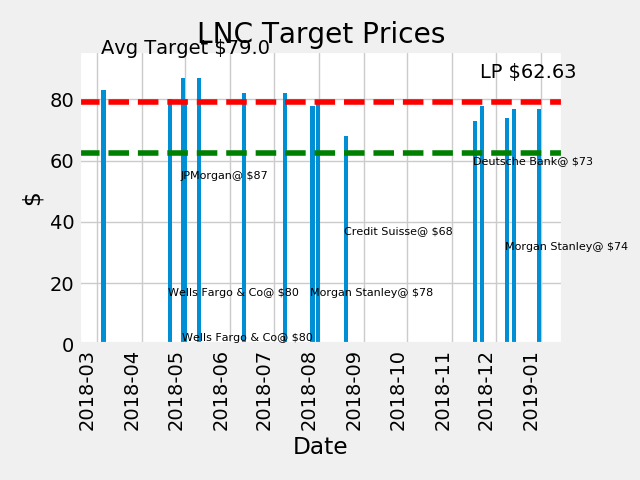 LNC Target Prices
Avg Target $79.0
LP $62.63
80
60
40
20
0
$
Deutsche Bank@ $73
JPMorgan@ $87
Credit Suisse@ $68
Morgan Stanley@ $74
Wells Fargo & Co@ $80
Morgan Stanley@ $78
Wells Fargo & Co@ $80
2018-03
2018-04
2018-05
2018-06
2018-07
2018-08
2018-09
2018-10
2018-11
2018-12
2019-01
Date